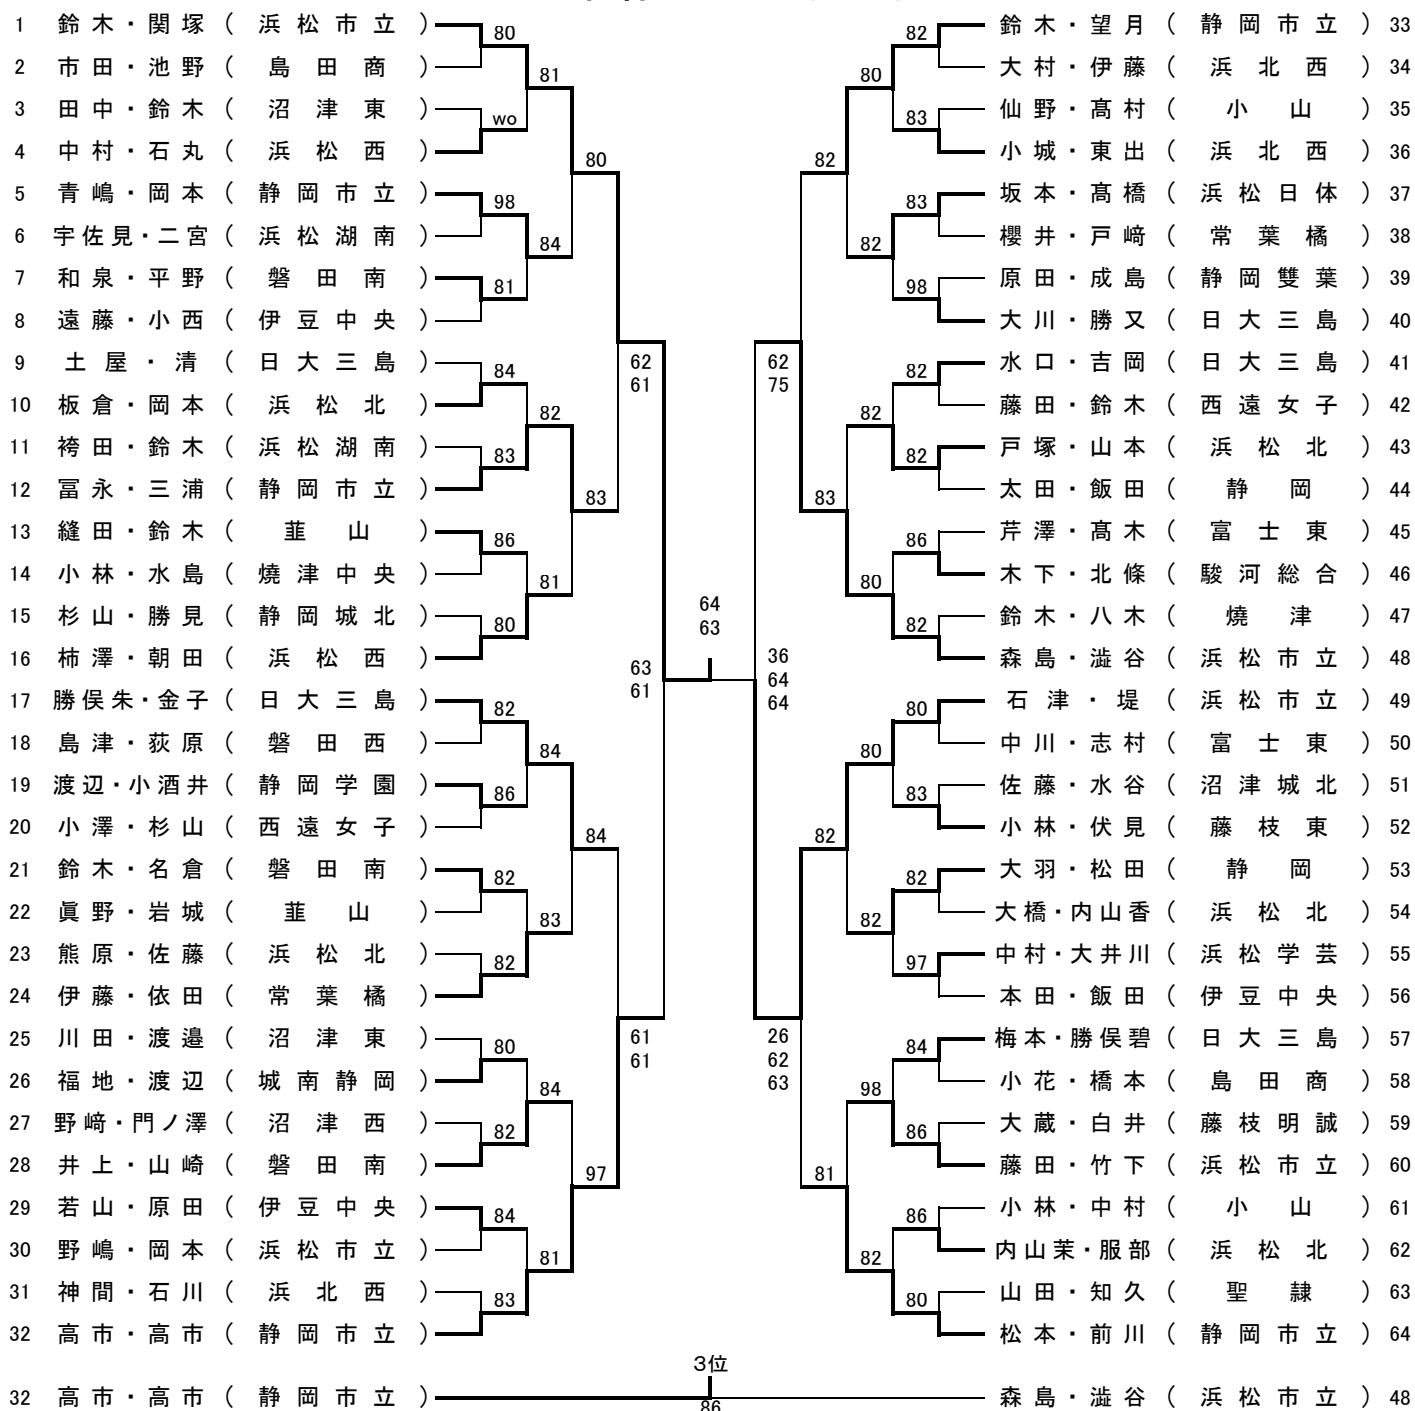 1 鈴木・関塚 ( 浜松市立 )
2 市田・池野 ( 島田商 )
3 田中・鈴木 ( 沼津東 )
4 中村・石丸 ( 浜松西 )
5 青嶋・岡本 ( 静岡市立 )
6 宇佐見・二宮 ( 浜松湖南 )
7 和泉・平野 ( 磐田南 )
8 遠藤・小西 ( 伊豆中央 )
9 土屋・清 ( 日大三島 )
10 板倉・岡本 ( 浜松北 )
11 袴田・鈴木 ( 浜松湖南 )
12 冨永・三浦 ( 静岡市立 )
13 縫田・鈴木 ( 韮山 )
14 小林・水島 ( 焼津中央 )
15 杉山・勝見 ( 静岡城北 )
16 柿澤・朝田 ( 浜松西 )
17 勝俣朱・金子 ( 日大三島 )
18 島津・荻原 ( 磐田西 )
19 渡辺・小酒井 ( 静岡学園 )
20 小澤・杉山 ( 西遠女子 )
21 鈴木・名倉 ( 磐田南 )
22 眞野・岩城 ( 韮山 )
23 熊原・佐藤 ( 浜松北 )
24 伊藤・依田 ( 常葉橘 )
25 川田・渡邉 ( 沼津東 )
26 福地・渡辺 ( 城南静岡 )
27 野﨑・門ノ澤 ( 沼津西 )
28 井上・山崎 ( 磐田南 )
29 若山・原田 ( 伊豆中央 )
30 野嶋・岡本 ( 浜松市立 )
31 神間・石川 ( 浜北西 )
32 高市・高市 ( 静岡市立 )
80
wo
98
81
84
83
86
80
82
86
82
82
80
82
84
83
81
84
82
81
84
83
84
81
80
83
84
97
62
61
61
61
63
61
64
63
36
64
64
62
75
26
62
63
82
83
82
81
80
82
82
80
80
82
98
82
82
83
83
98
82
82
86
82
80
83
82
97
84
86
86
80
鈴木・望月 ( 静岡市立 ) 33
大村・伊藤 ( 浜北西 ) 34
仙野・髙村 ( 小山 ) 35
小城・東出 ( 浜北西 ) 36
坂本・髙橋 ( 浜松日体 ) 37
櫻井・戸﨑 ( 常葉橘 ) 38
原田・成島 ( 静岡雙葉 ) 39
大川・勝又 ( 日大三島 ) 40
水口・吉岡 ( 日大三島 ) 41
藤田・鈴木 ( 西遠女子 ) 42
戸塚・山本 ( 浜松北 ) 43
太田・飯田 ( 静岡 ) 44
芹澤・髙木 ( 富士東 ) 45
木下・北條 ( 駿河総合 ) 46
鈴木・八木 ( 焼津 ) 47
森島・澁谷 ( 浜松市立 ) 48
石津・堤 ( 浜松市立 ) 49
中川・志村 ( 富士東 ) 50
佐藤・水谷 ( 沼津城北 ) 51
小林・伏見 ( 藤枝東 ) 52
大羽・松田 ( 静岡 ) 53
大橋・内山香 ( 浜松北 ) 54
中村・大井川 ( 浜松学芸 ) 55
本田・飯田 ( 伊豆中央 ) 56
梅本・勝俣碧 ( 日大三島 ) 57
小花・橋本 ( 島田商 ) 58
大蔵・白井 ( 藤枝明誠 ) 59
藤田・竹下 ( 浜松市立 ) 60
小林・中村 ( 小山 ) 61
内山茉・服部 ( 浜松北 ) 62
山田・知久 ( 聖隷 ) 63
松本・前川 ( 静岡市立 ) 64
3位
32 高市・高市 ( 静岡市立 ) 86 森島・澁谷 ( 浜松市立 ) 48